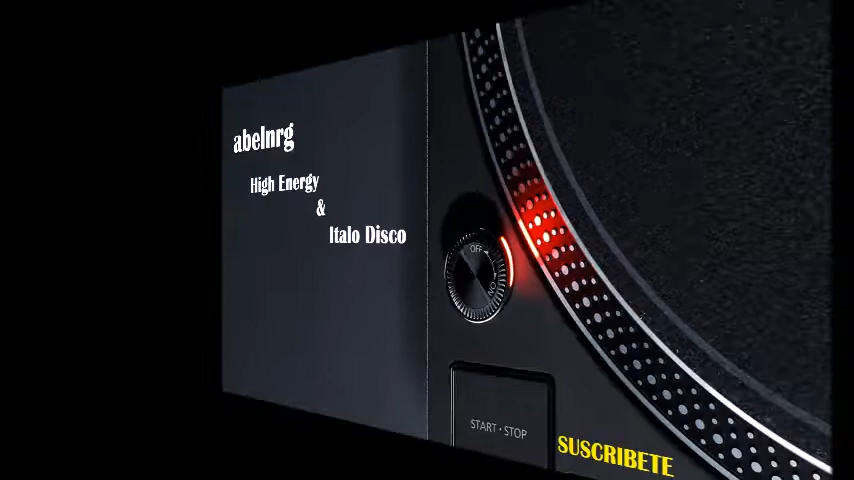 abelnrg
High Energy
&
Italo Disco
OFF
ON
START • STOP
SUSCRIBETE